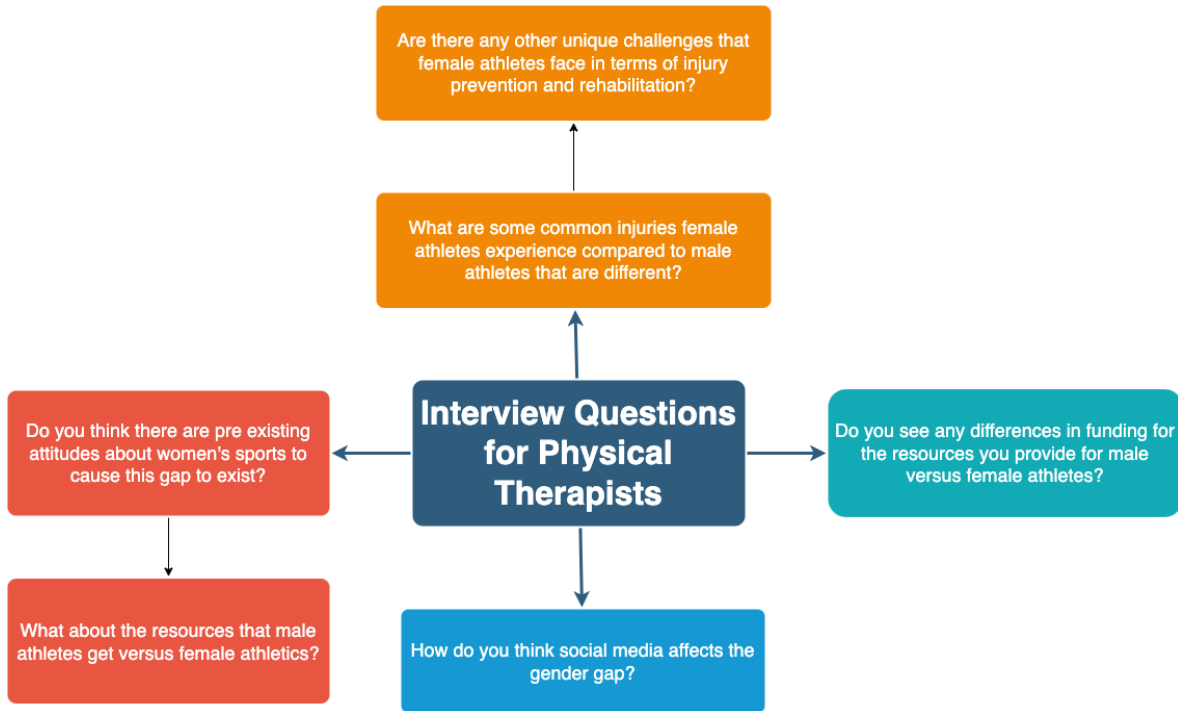 Are there any other unique challenges that
female athletes face in terms of injury
prevention and rehabilitation?
What are some common injuries female
athletes experience compared to male
athletes that are different?
Interview Questions
for Physical
Therapists
Do you think there are pre existing
attitudes about women's sports to
cause this gap to exist?
Do you see any differences in funding for
the resources you provide for male
versus female athletes?
What about the resources that male
athletes get versus female athletics?
How do you think social media affects the
gender gap?